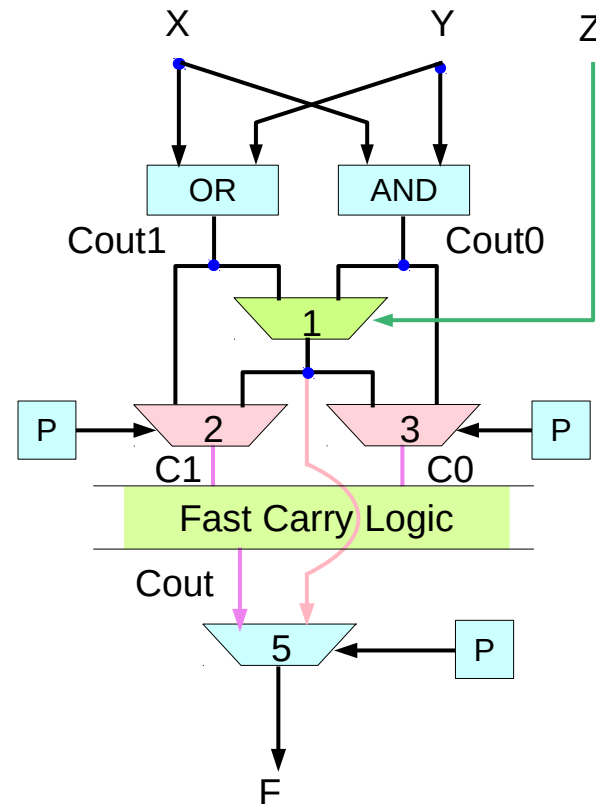 X Y Z
OR AND
Cout1 Cout0
1
P 2 3 P
C1 C0
Fast Carry Logic
Cout
5 P
F